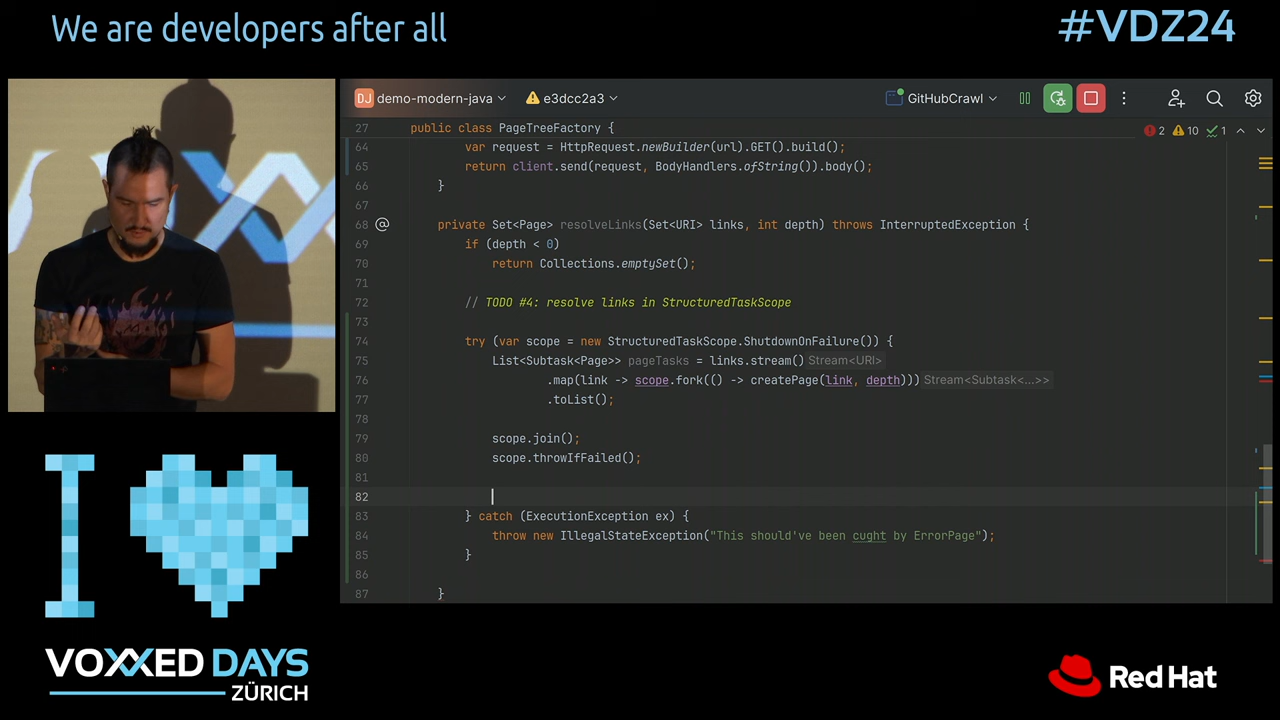 We are developers after all
#VDZ24
DJ demo-modern-java e3dcc2a3 GitHubCrawl
27 public class PageTreeFactory { 2 10 1
64 var request = HttpRequest.newBuilder(url).GET().build();
65 return client.send(request, BodyHandlers.ofString()).body();
66 }
67
68 @ private Set<Page> resolveLinks(Set<URI> links, int depth) throws InterruptedException {
69 if (depth < 0)
70 return Collections.emptySet();
71
72 // TODO #4: resolve links in StructuredTaskScope
73
74 try (var scope = new StructuredTaskScope.ShutdownOnFailure()) {
75 List<Subtask<Page>> pageTasks = links.stream() Stream<URI>
76 .map(link -> scope.fork(() -> createPage(link, depth))) Stream<Subtask<...>>
77 .toList();
78
79 scope.join();
80 scope.throwIfFailed();
81
82
83 } catch (ExecutionException ex) {
84 throw new IllegalStateException("This should've been cught by ErrorPage");
85 }
86
87 }
I
VOXXED DAYS
ZÜRICH
Red Hat